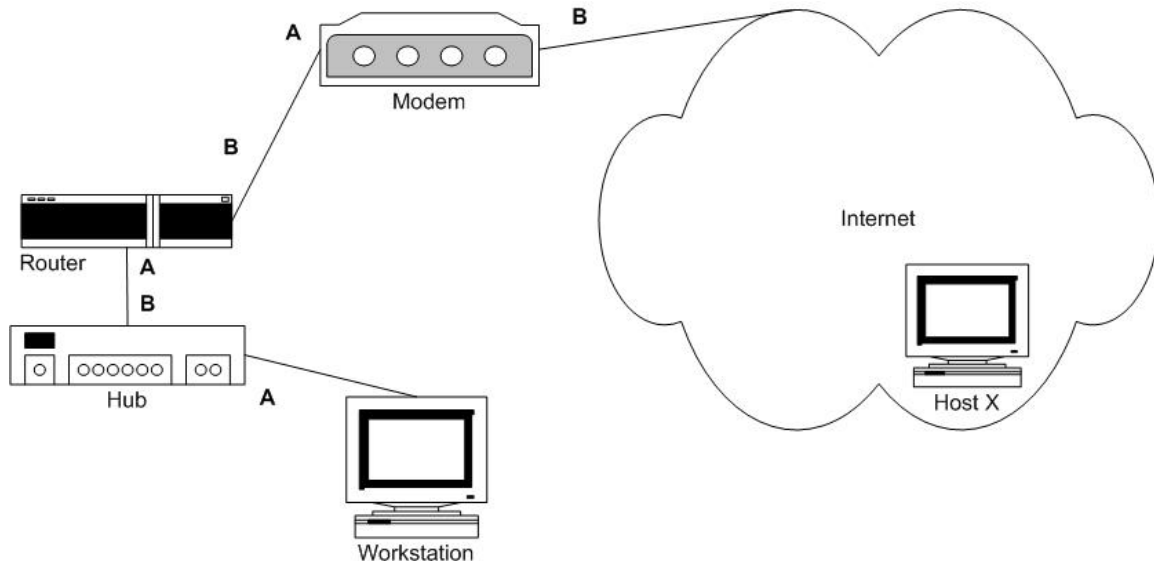 A
B
Modem
B
Internet
Router
A
B
Hub
A
Host X
Workstation